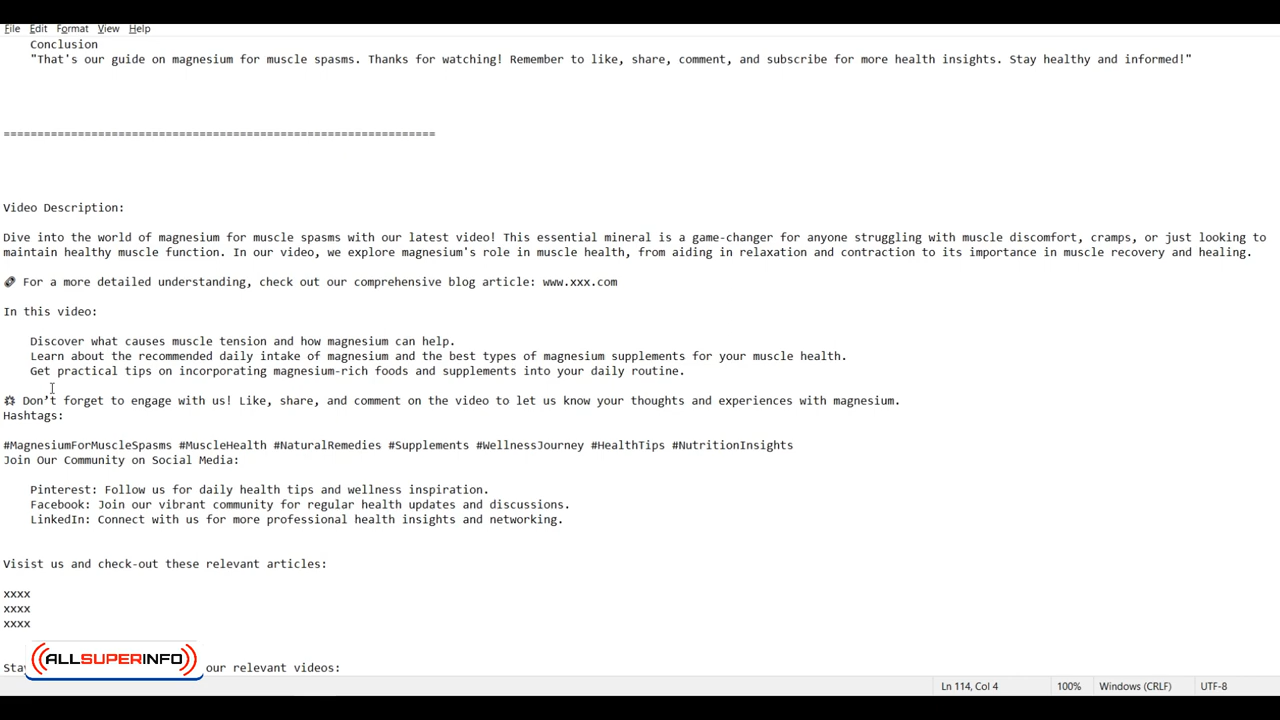 File Edit Format View Help
Conclusion
"That's our guide on magnesium for muscle spasms. Thanks for watching! Remember to like, share, comment, and subscribe for more health insights. Stay healthy and informed!"
================================================================
Video Description:
Dive into the world of magnesium for muscle spasms with our latest video! This essential mineral is a game-changer for anyone struggling with muscle discomfort, cramps, or just looking to
maintain healthy muscle function. In our video, we explore magnesium's role in muscle health, from aiding in relaxation and contraction to its importance in muscle recovery and healing.
For a more detailed understanding, check out our comprehensive blog article: www.xxx.com
In this video:
Discover what causes muscle tension and how magnesium can help.
Learn about the recommended daily intake of magnesium and the best types of magnesium supplements for your muscle health.
Get practical tips on incorporating magnesium-rich foods and supplements into your daily routine.
Don't forget to engage with us! Like, share, and comment on the video to let us know your thoughts and experiences with magnesium.
Hashtags:
#MagnesiumForMuscleSpasms #MuscleHealth #NaturalRemedies #Supplements #WellnessJourney #HealthTips #NutritionInsights
Join Our Community on Social Media:
Pinterest: Follow us for daily health tips and wellness inspiration.
Facebook: Join our vibrant community for regular health updates and discussions.
LinkedIn: Connect with us for more professional health insights and networking.
Visist us and check-out these relevant articles:
xxxx
xxxx
xxxx
ALLSUPERINFO
our relevant videos:
Ln 114, Col 4 100% Windows (CRLF) UTF-8